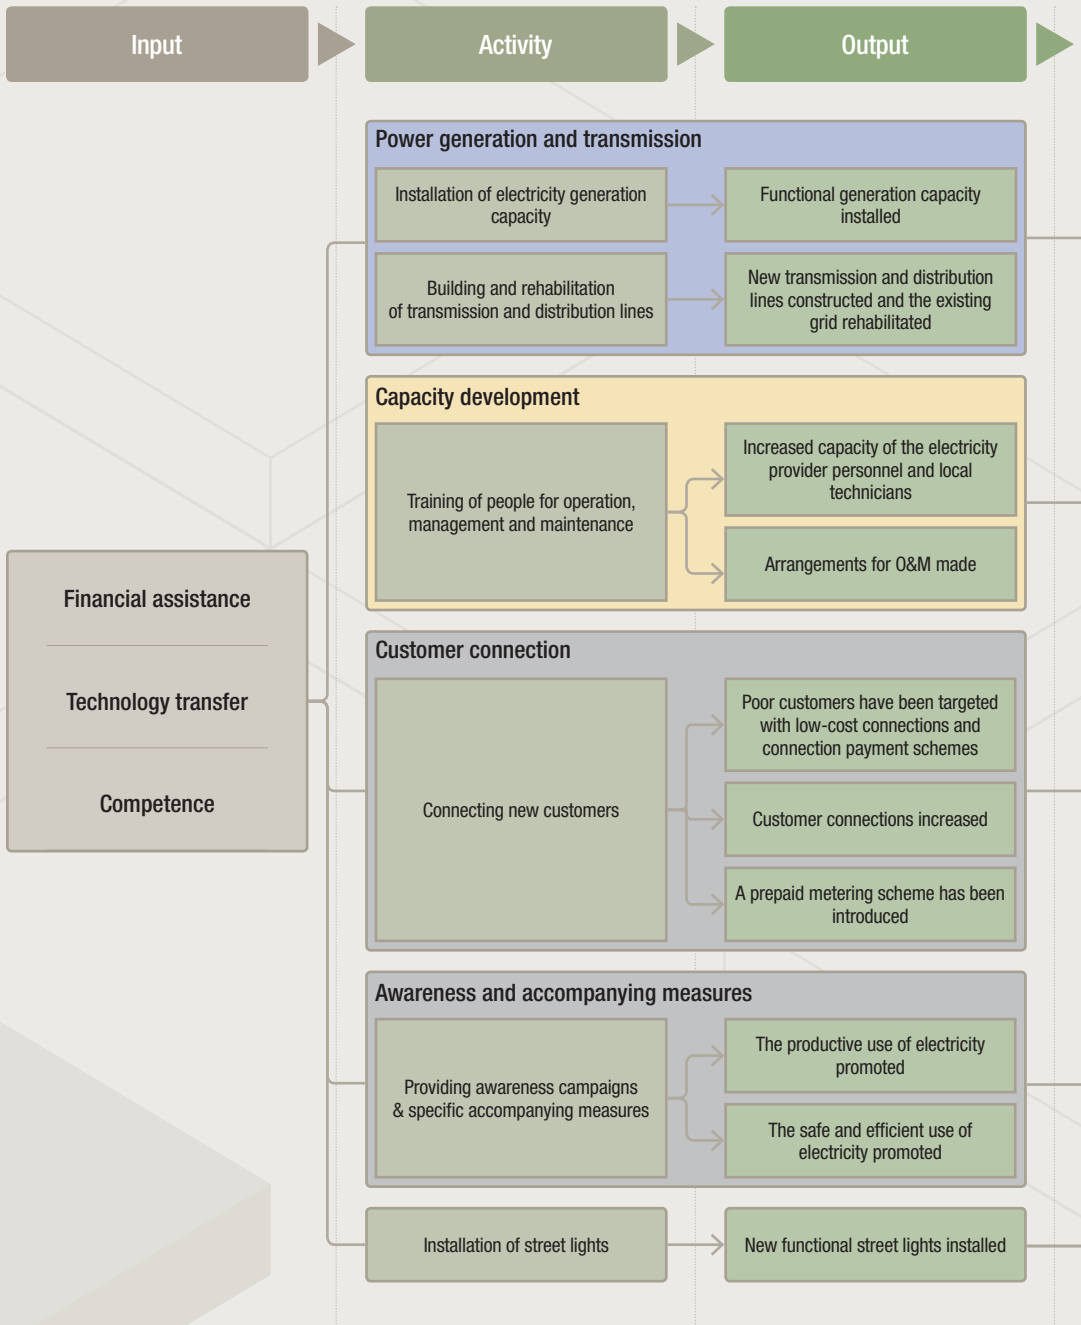 Input
Activity
Output
Power generation and transmission
Installation of electricity generation
capacity
Functional generation capacity
installed
Building and rehabilitation
of transmission and distribution lines
New transmission and distribution
lines constructed and the existing
grid rehabilitated
Capacity development
Training of people for operation,
management and maintenance
Increased capacity of the electricity
provider personnel and local
technicians
Arrangements for O&M made
Financial assistance
Technology transfer
Competence
Customer connection
Connecting new customers
Poor customers have been targeted
with low-cost connections and
connection payment schemes
Customer connections increased
A prepaid metering scheme has been
introduced
Awareness and accompanying measures
Providing awareness campaigns
& specific accompanying measures
The productive use of electricity
promoted
The safe and efficient use of
electricity promoted
Installation of street lights
New functional street lights installed